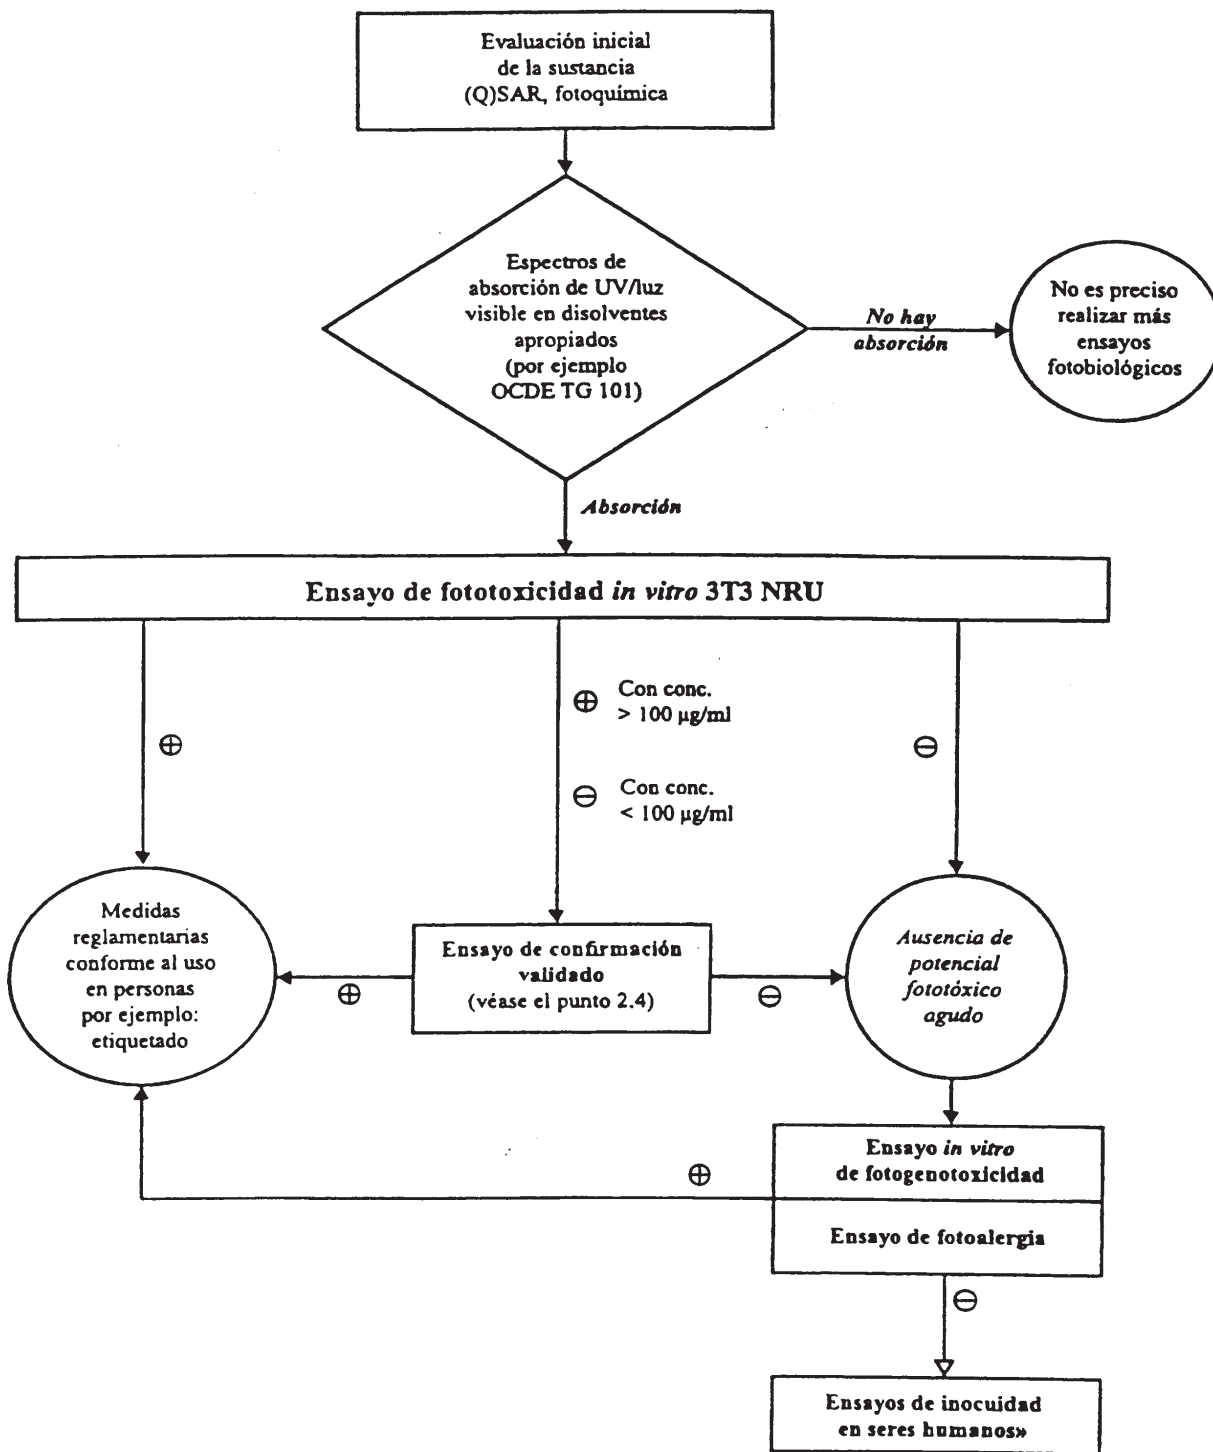 Evaluación inicial
de la sustancia
(Q)SAR, fotoquímica
Espectros de
absorción de UV/luz
visible en disolventes
apropiados
(por ejemplo
OCDE TG 101)
No hay
absorción
No es preciso
realizar más
ensayos
fotobiológicos
Absorción
Ensayo de fototoxicidad in vitro 3T3 NRU
⊕
⊕ Con conc.
> 100 µg/ml
⊖
⊖ Con conc.
< 100 µg/ml
Medidas
reglamentarias
conforme al uso
en personas
por ejemplo:
etiquetado
⊕
Ensayo de confirmación
validado
(véase el punto 2.4)
⊖
Ausencia de
potencial
fototóxico
agudo
⊕
Ensayo in vitro
de fotogenotoxicidad
Ensayo de fotoalergia
⊖
Ensayos de inocuidad
en seres humanos»